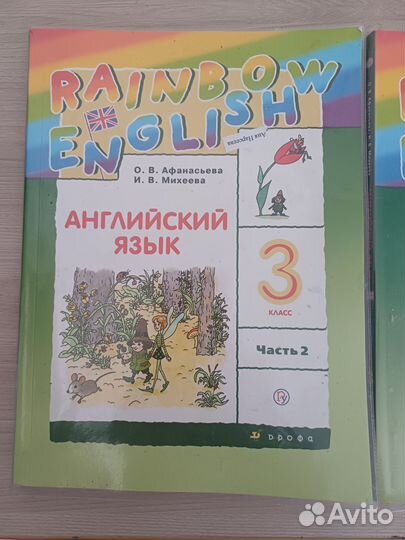 RAINBOW
ENGLISH
О. В. Афанасьева
И. В. Михеева
АНГЛИЙСКИЙ
ЯЗЫК
3
КЛАСС
Часть 2
ДРОФА
Avito